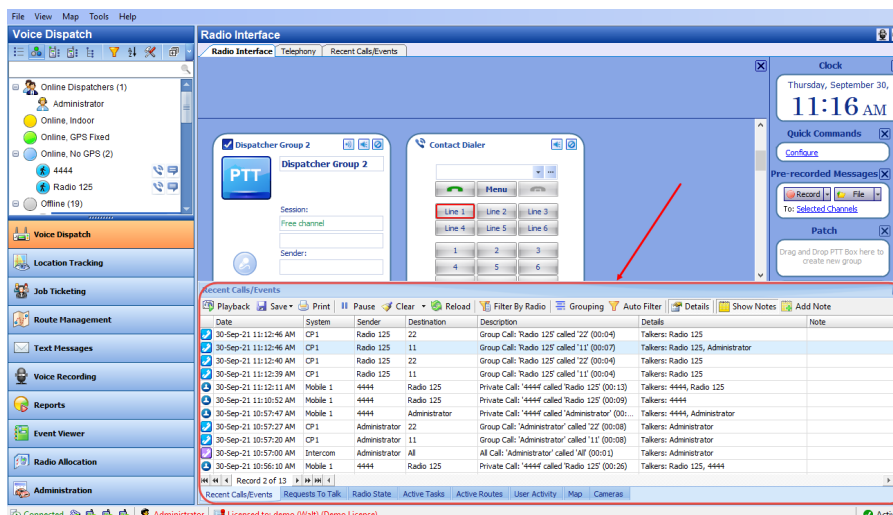 File View Map Tools Help
Voice Dispatch
Online Dispatchers (1)
Administrator
Online, Indoor
Online, GPS Fixed
Online, No GPS (2)
4444
Radio 125
Offline (19)
Voice Dispatch
Location Tracking
Job Ticketing
Route Management
Text Messages
Voice Recording
Reports
Event Viewer
Radio Allocation
Administration
Radio Interface
Radio Interface Telephony Recent Calls/Events
Dispatcher Group 2
PTT
Dispatcher Group 2
Session:
Free channel
Sender:
Contact Dialer
Menu
Line 1 Line 2 Line 3
Line 4 Line 5 Line 6
1 2 3
4 5 6
Clock
Thursday, September 30,
11:16 AM
Quick Commands
Configure
Pre-recorded Messages
Record File
To: Selected Channels
Patch
Drag and Drop PTT Box here to
create new group
Recent Calls/Events
Playback Save Print Pause Clear Reload Filter By Radio Grouping Auto Filter Details Show Notes Add Note
Date System Sender Destination Description Details Note
30-Sep-21 11:12:46 AM CP1 Radio 125 22 Group Call: 'Radio 125' called '22' (00:04) Talkers: Radio 125
30-Sep-21 11:12:46 AM CP1 Radio 125 11 Group Call: 'Radio 125' called '11' (00:07) Talkers: Radio 125, Administrator
30-Sep-21 11:12:40 AM CP1 Radio 125 22 Group Call: 'Radio 125' called '22' (00:04) Talkers: Radio 125
30-Sep-21 11:12:39 AM CP1 Radio 125 11 Group Call: 'Radio 125' called '11' (00:04) Talkers: Radio 125
30-Sep-21 11:12:11 AM Mobile 1 4444 Radio 125 Private Call: '4444' called 'Radio 125' (00:13) Talkers: 4444, Radio 125
30-Sep-21 11:10:52 AM Mobile 1 4444 Radio 125 Private Call: '4444' called 'Radio 125' (00:09) Talkers: 4444
30-Sep-21 10:57:47 AM Mobile 1 4444 Administrator Private Call: '4444' called 'Administrator' (00:... Talkers: 4444, Administrator
30-Sep-21 10:57:27 AM CP1 Administrator 22 Group Call: 'Administrator' called '22' (00:08) Talkers: Administrator
30-Sep-21 10:57:20 AM CP1 Administrator 11 Group Call: 'Administrator' called '11' (00:08) Talkers: Administrator
30-Sep-21 10:57:00 AM Intercom Administrator All All Call: 'Administrator' called 'All' (00:01) Talkers: Administrator
30-Sep-21 10:56:10 AM Mobile 1 4444 Radio 125 Private Call: '4444' called 'Radio 125' (00:26) Talkers: Radio 125, 4444
Record 2 of 13
Recent Calls/Events Requests To Talk Radio State Active Tasks Active Routes User Activity Map Cameras
Connected Administrator Licensed to: demo (Walt) (Demo License) Acti